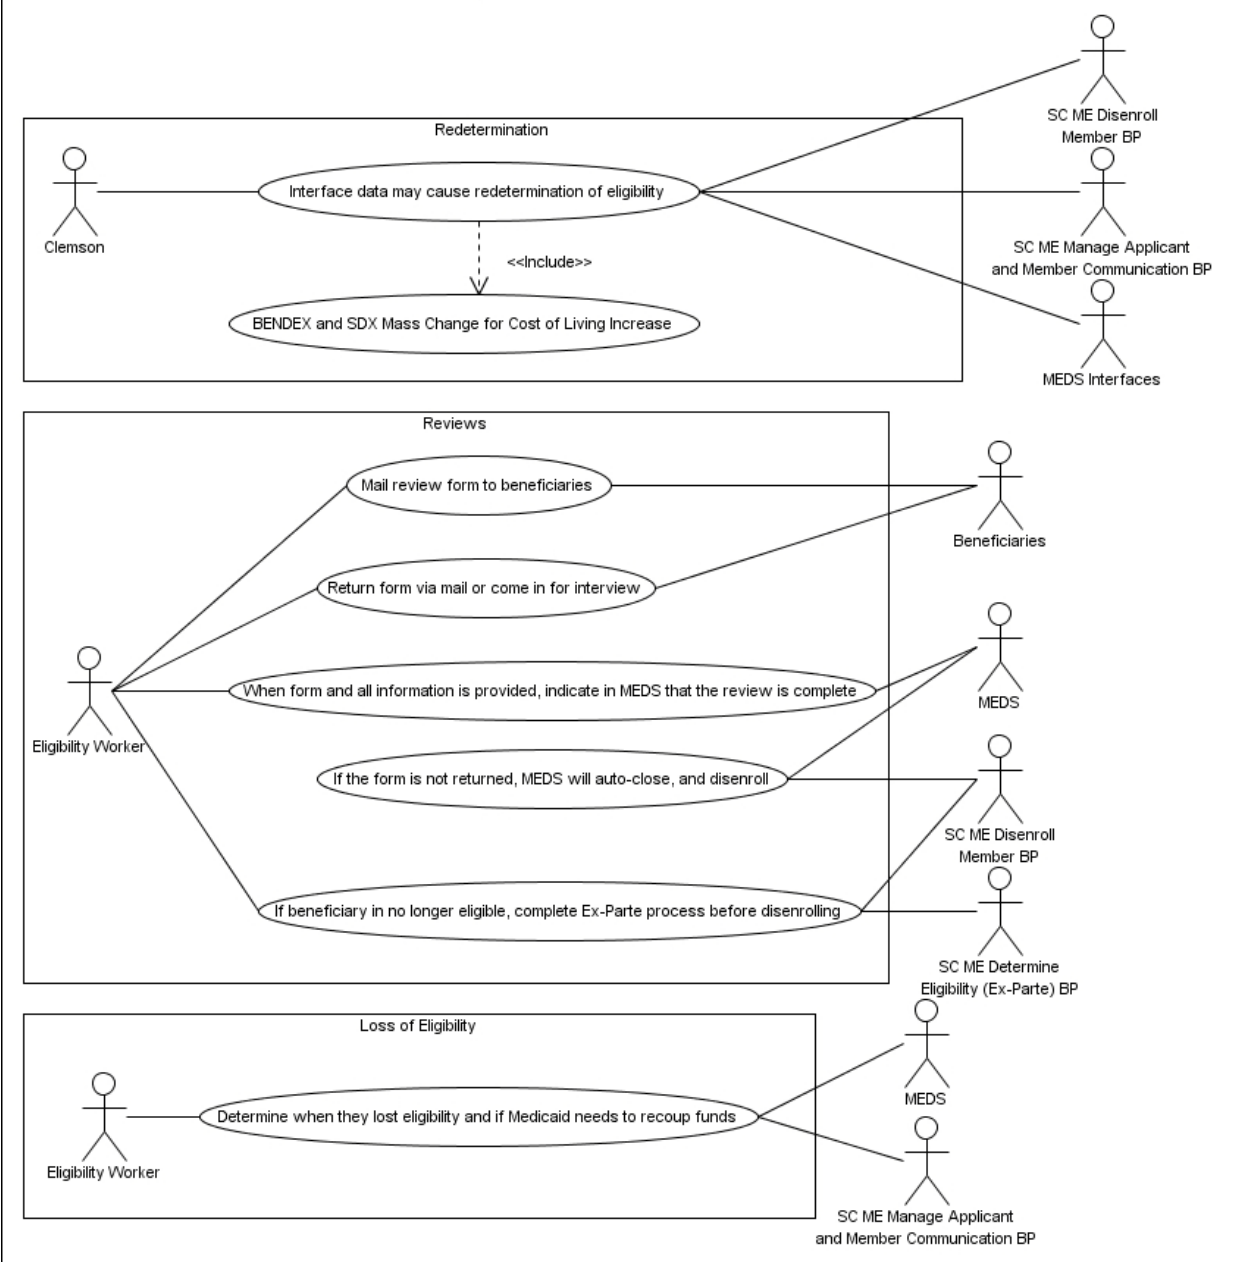 SC ME Disenroll
Member BP
Redetermination
Interface data may cause redetermination of eligibility
Clemson
SC ME Manage Applicant
and Member Communication BP
<<Include>>
BENDEX and SDX Mass Change for Cost of Living Increase
MEDS Interfaces
Reviews
Mail review form to beneficiaries
Beneficiaries
Return form via mail or come in for interview
When form and all information is provided, indicate in MEDS that the review is complete
MEDS
Eligibility Worker
If the form is not returned, MEDS will auto-close, and disenroll
SC ME Disenroll
Member BP
If beneficiary in no longer eligible, complete Ex-Parte process before disenrolling
SC ME Determine
Eligibility (Ex-Parte) BP
Loss of Eligibility
MEDS
Determine when they lost eligibility and if Medicaid needs to recoup funds
Eligibility Worker
SC ME Manage Applicant
and Member Communication BP